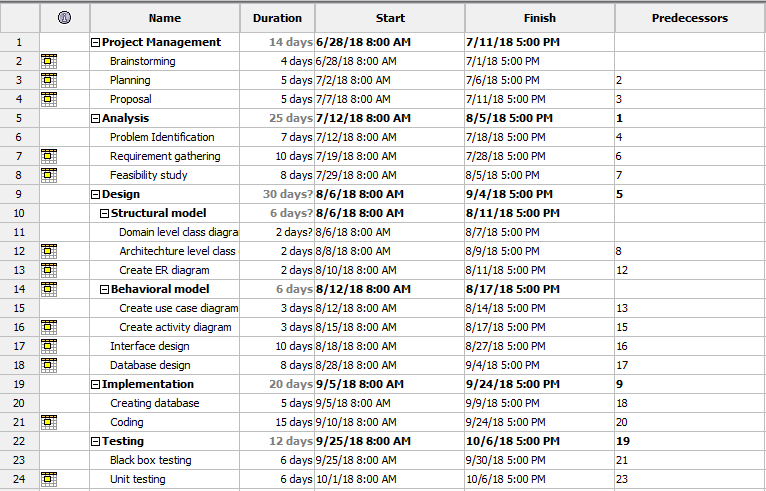 Name Duration Start Finish Predecessors
1 Project Management 14 days 6/28/18 8:00 AM 7/11/18 5:00 PM
2 Brainstorming 4 days 6/28/18 8:00 AM 7/1/18 5:00 PM
3 Planning 5 days 7/2/18 8:00 AM 7/6/18 5:00 PM 2
4 Proposal 5 days 7/7/18 8:00 AM 7/11/18 5:00 PM 3
5 Analysis 25 days 7/12/18 8:00 AM 8/5/18 5:00 PM 1
6 Problem Identification 7 days 7/12/18 8:00 AM 7/18/18 5:00 PM 4
7 Requirement gathering 10 days 7/19/18 8:00 AM 7/28/18 5:00 PM 6
8 Feasibility study 8 days 7/29/18 8:00 AM 8/5/18 5:00 PM 7
9 Design 30 days? 8/6/18 8:00 AM 9/4/18 5:00 PM 5
10 Structural model 6 days? 8/6/18 8:00 AM 8/11/18 5:00 PM
11 Domain level class diagra 2 days? 8/6/18 8:00 AM 8/7/18 5:00 PM
12 Architechture level class 2 days 8/8/18 8:00 AM 8/9/18 5:00 PM 8
13 Create ER diagram 2 days 8/10/18 8:00 AM 8/11/18 5:00 PM 12
14 Behavioral model 6 days 8/12/18 8:00 AM 8/17/18 5:00 PM
15 Create use case diagram 3 days 8/12/18 8:00 AM 8/14/18 5:00 PM 13
16 Create activity diagram 3 days 8/15/18 8:00 AM 8/17/18 5:00 PM 15
17 Interface design 10 days 8/18/18 8:00 AM 8/27/18 5:00 PM 16
18 Database design 8 days 8/28/18 8:00 AM 9/4/18 5:00 PM 17
19 Implementation 20 days 9/5/18 8:00 AM 9/24/18 5:00 PM 9
20 Creating database 5 days 9/5/18 8:00 AM 9/9/18 5:00 PM 18
21 Coding 15 days 9/10/18 8:00 AM 9/24/18 5:00 PM 20
22 Testing 12 days 9/25/18 8:00 AM 10/6/18 5:00 PM 19
23 Black box testing 6 days 9/25/18 8:00 AM 9/30/18 5:00 PM 21
24 Unit testing 6 days 10/1/18 8:00 AM 10/6/18 5:00 PM 23